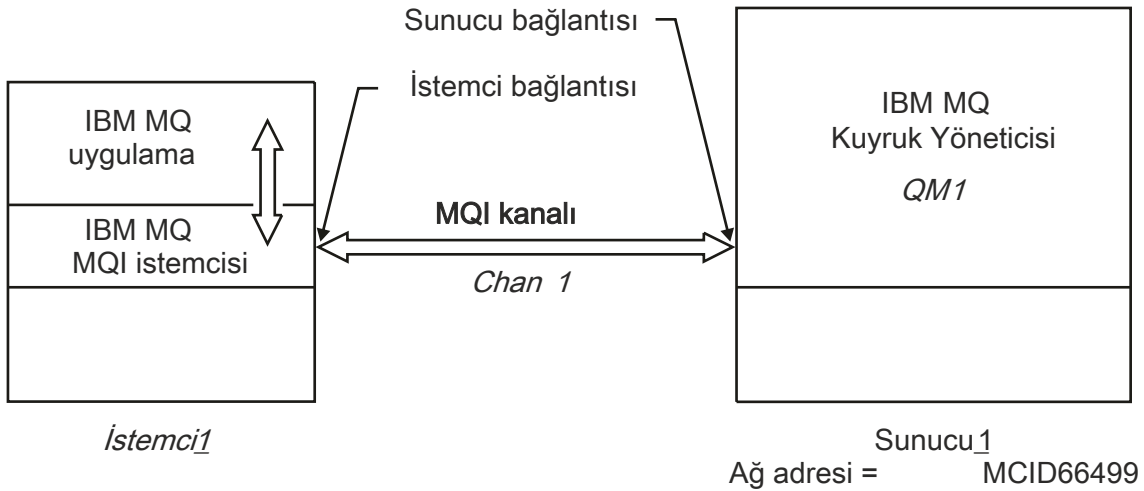 Sunucu bağlantısı
İstemci bağlantısı
IBM MQ
uygulama
IBM MQ
MQI istemcisi
MQI kanalı
Chan 1
IBM MQ
Kuyruk Yöneticisi
QM1
İstemci1
Sunucu1
Ağ adresi = MCID66499